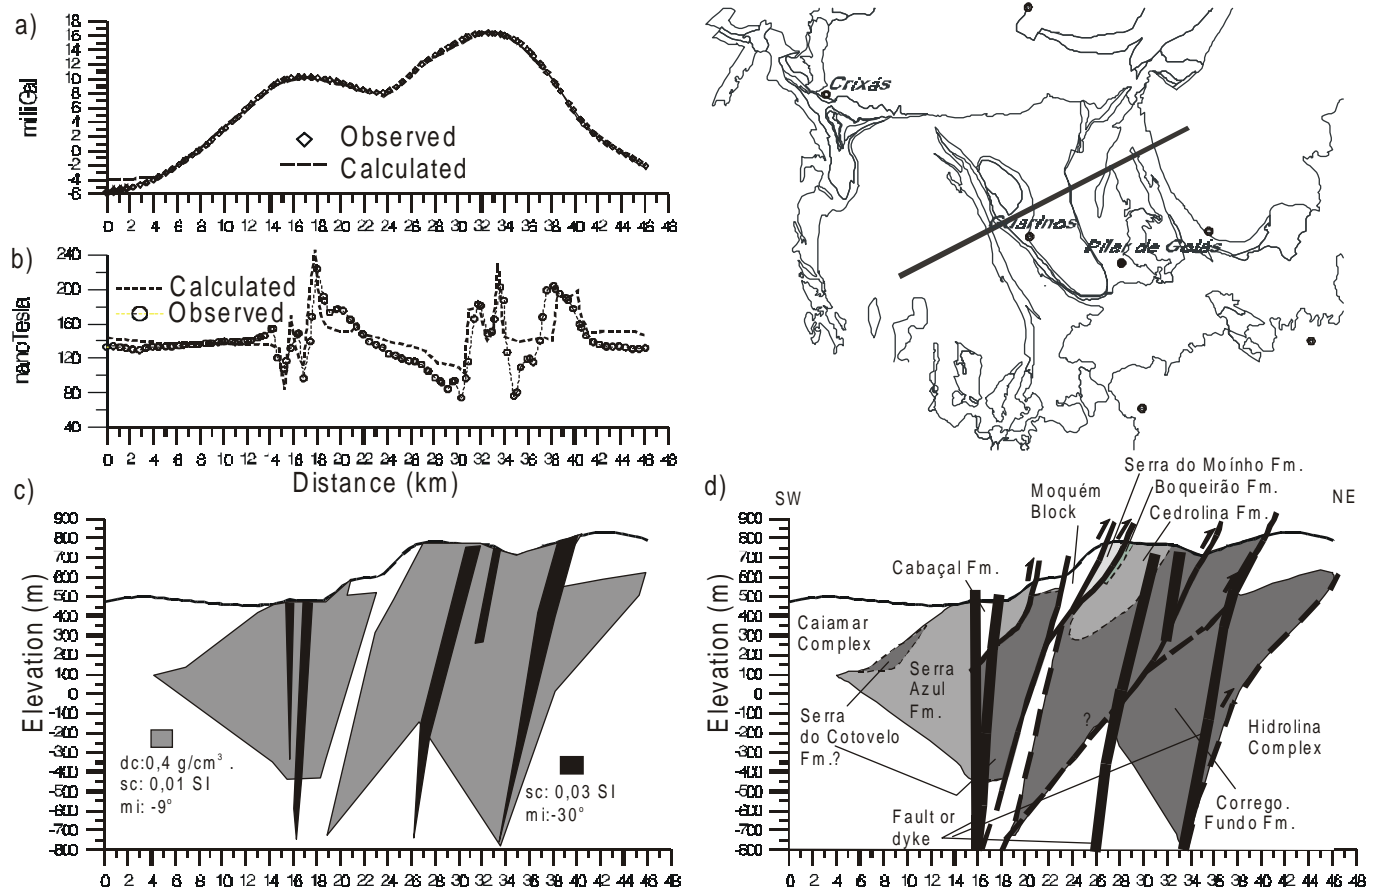 a)
18
16
10
8
6
4
2
0
-2
-4
-6
milliGal
Observed
Calculated
0 2 4 6 8 10 12 14 16 18 20 22 24 26 28 30 32 34 36 38 40 42 44 46 48
b)
240
200
160
120
80
40
nanoTesla
Calculated
Observed
0 2 4 6 8 10 12 14 16 18 20 22 24 26 28 30 32 34 36 38 40 42 44 46 48
Distance (km)
Crixás
Guarinos
Pilar de Goiás
c)
900
700
600
500
300
200
100
0
-100
-200
-300
-400
-500
-600
-700
-800
Elevation (m)
dc:0,4 g/cm³ .
sc: 0,01 SI
mi: -9°
sc: 0,03 SI
mi:-30°
0 2 4 6 8 10 12 14 16 18 20 22 24 26 28 30 32 34 36 38 40 42 44 46 48
d)
SW
NE
Serra do Moínho Fm.
Boqueirão Fm.
Cedrolina Fm.
Moquém
Block
Cabaçal Fm.
Caiamar
Complex
Serra
Azul
Fm.
Serra
do Cotovelo
Fm.?
?
Hidrolina
Complex
Corrego.
Fundo Fm.
Fault or
dyke
900
700
600
500
300
200
100
0
-100
-200
-300
-400
-500
-600
-700
-800
Elevation (m)
0 2 4 6 8 10 12 14 16 18 20 22 24 26 28 30 32 34 36 38 40 42 44 46 48